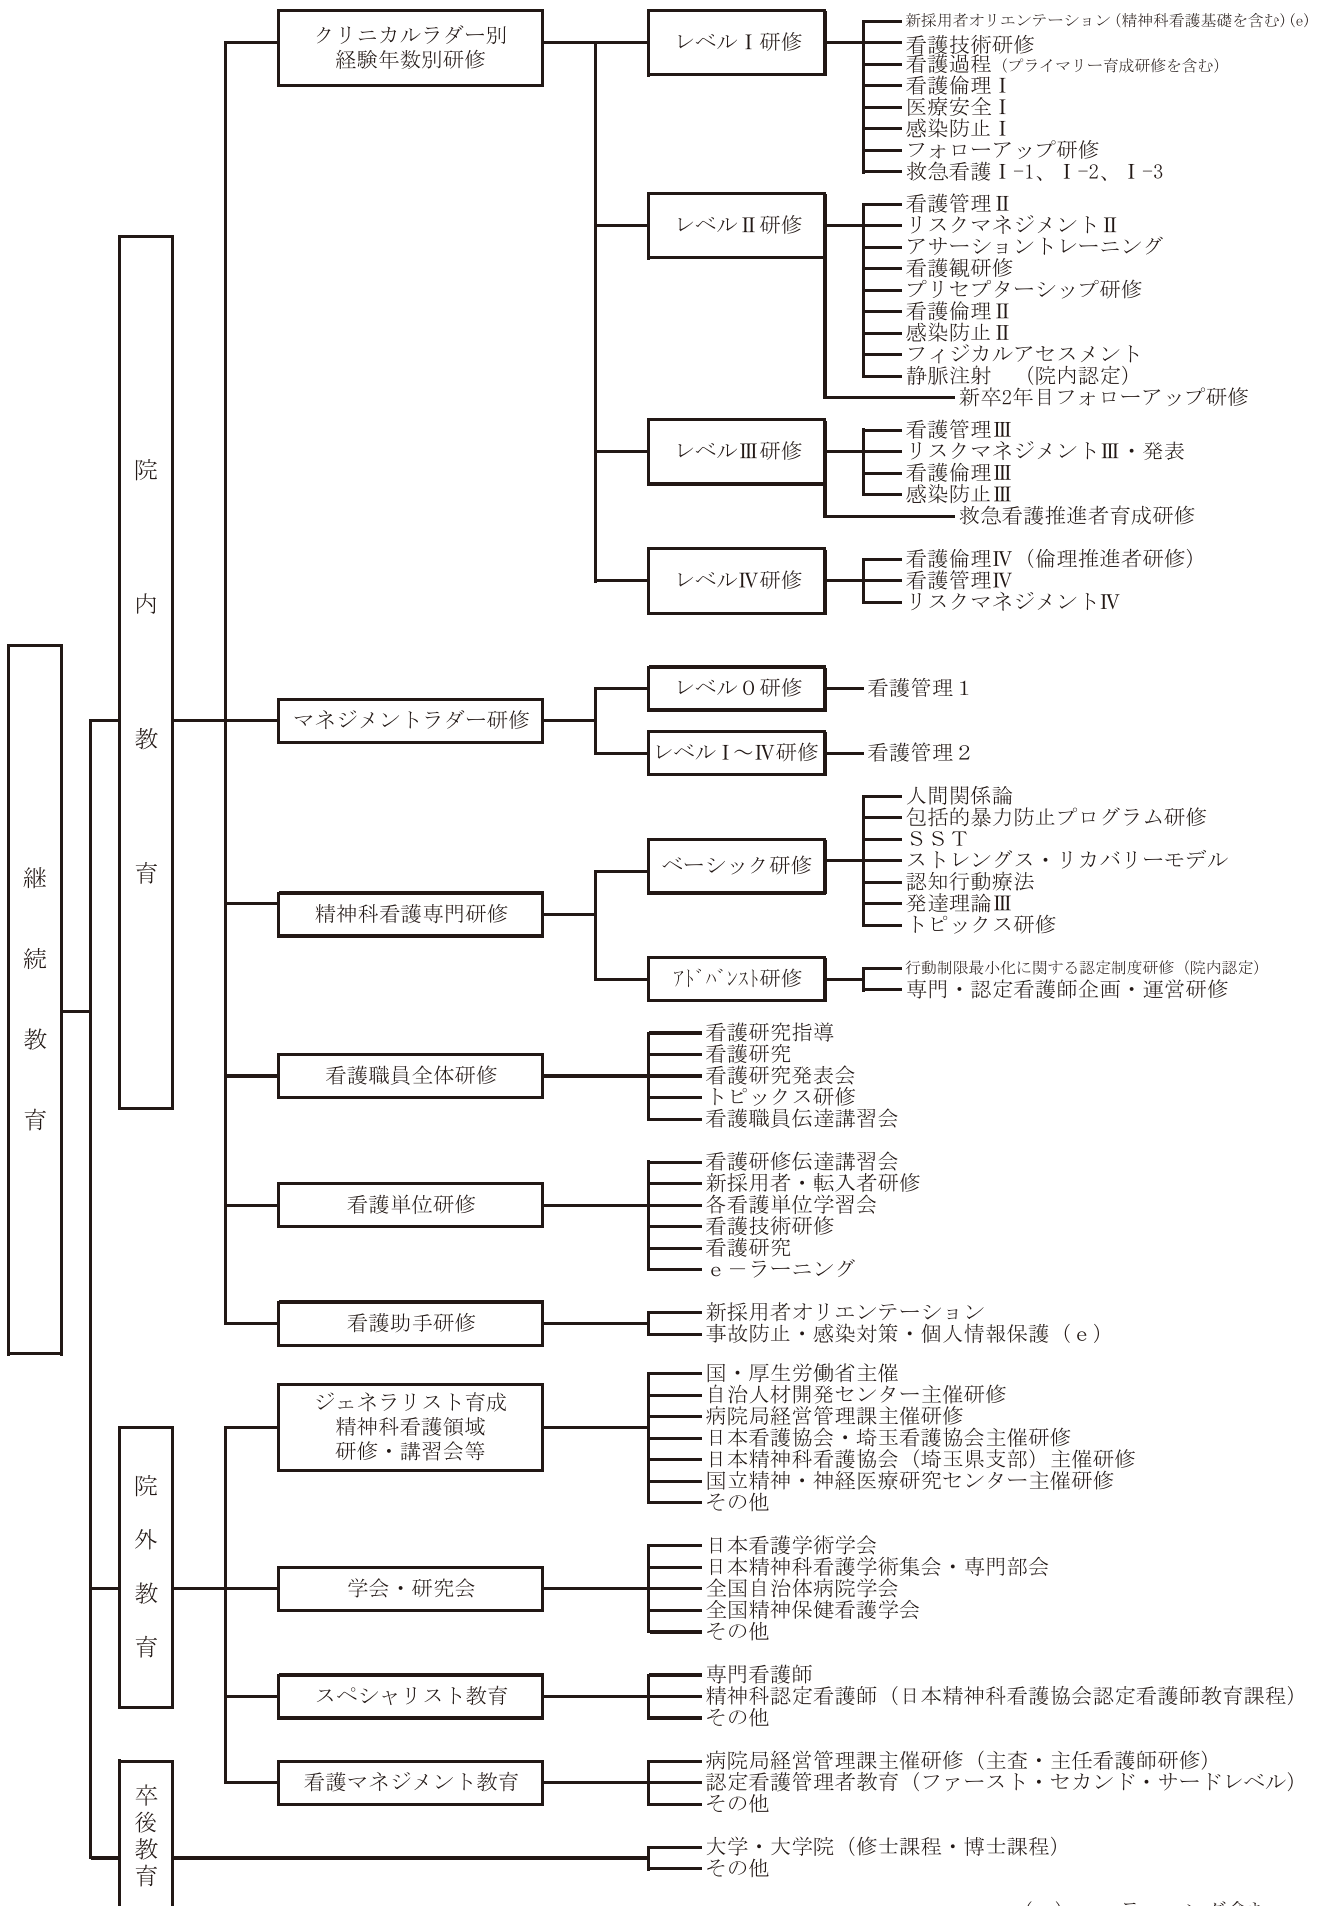 継続教育
院内教育
クリニカルラダー別
経験年数別研修
レベルⅠ研修
新採用者オリエンテーション(精神科看護基礎を含む)(e)
看護技術研修
看護過程（プライマリー育成研修を含む）
看護倫理Ⅰ
医療安全Ⅰ
感染防止Ⅰ
フォローアップ研修
救急看護Ⅰ-1、Ⅰ-2、Ⅰ-3
レベルⅡ研修
看護管理Ⅱ
リスクマネジメントⅡ
アサーショントレーニング
看護観研修
プリセプターシップ研修
看護倫理Ⅱ
感染防止Ⅱ
フィジカルアセスメント
静脈注射　（院内認定）
新卒2年目フォローアップ研修
レベルⅢ研修
看護管理Ⅲ
リスクマネジメントⅢ・発表
看護倫理Ⅲ
感染防止Ⅲ
救急看護推進者育成研修
レベルⅣ研修
看護倫理Ⅳ（倫理推進者研修）
看護管理Ⅳ
リスクマネジメントⅣ
マネジメントラダー研修
レベル０研修
看護管理１
レベルⅠ～Ⅳ研修
看護管理２
精神科看護専門研修
ベーシック研修
人間関係論
包括的暴力防止プログラム研修
ＳＳＴ
ストレングス・リカバリーモデル
認知行動療法
発達理論Ⅲ
トピックス研修
ｱﾄﾞﾊﾞﾝｽﾄ研修
行動制限最小化に関する認定制度研修（院内認定）
専門・認定看護師企画・運営研修
看護職員全体研修
看護研究指導
看護研究
看護研究発表会
トピックス研修
看護職員伝達講習会
看護単位研修
看護研修伝達講習会
新採用者・転入者研修
各看護単位学習会
看護技術研修
看護研究
ｅ－ラーニング
看護助手研修
新採用者オリエンテーション
事故防止・感染対策・個人情報保護（ｅ）
院外教育
ジェネラリスト育成
精神科看護領域
研修・講習会等
国・厚生労働省主催
自治人材開発センター主催研修
病院局経営管理課主催研修
日本看護協会・埼玉看護協会主催研修
日本精神科看護協会（埼玉県支部）主催研修
国立精神・神経医療研究センター主催研修
その他
学会・研究会
日本看護学術学会
日本精神科看護学術集会・専門部会
全国自治体病院学会
全国精神保健看護学会
その他
スペシャリスト教育
専門看護師
精神科認定看護師（日本精神科看護協会認定看護師教育課程）
その他
看護マネジメント教育
病院局経営管理課主催研修（主査・主任看護師研修）
認定看護管理者教育（ファースト・セカンド・サードレベル）
その他
卒後教育
大学・大学院（修士課程・博士課程）
その他